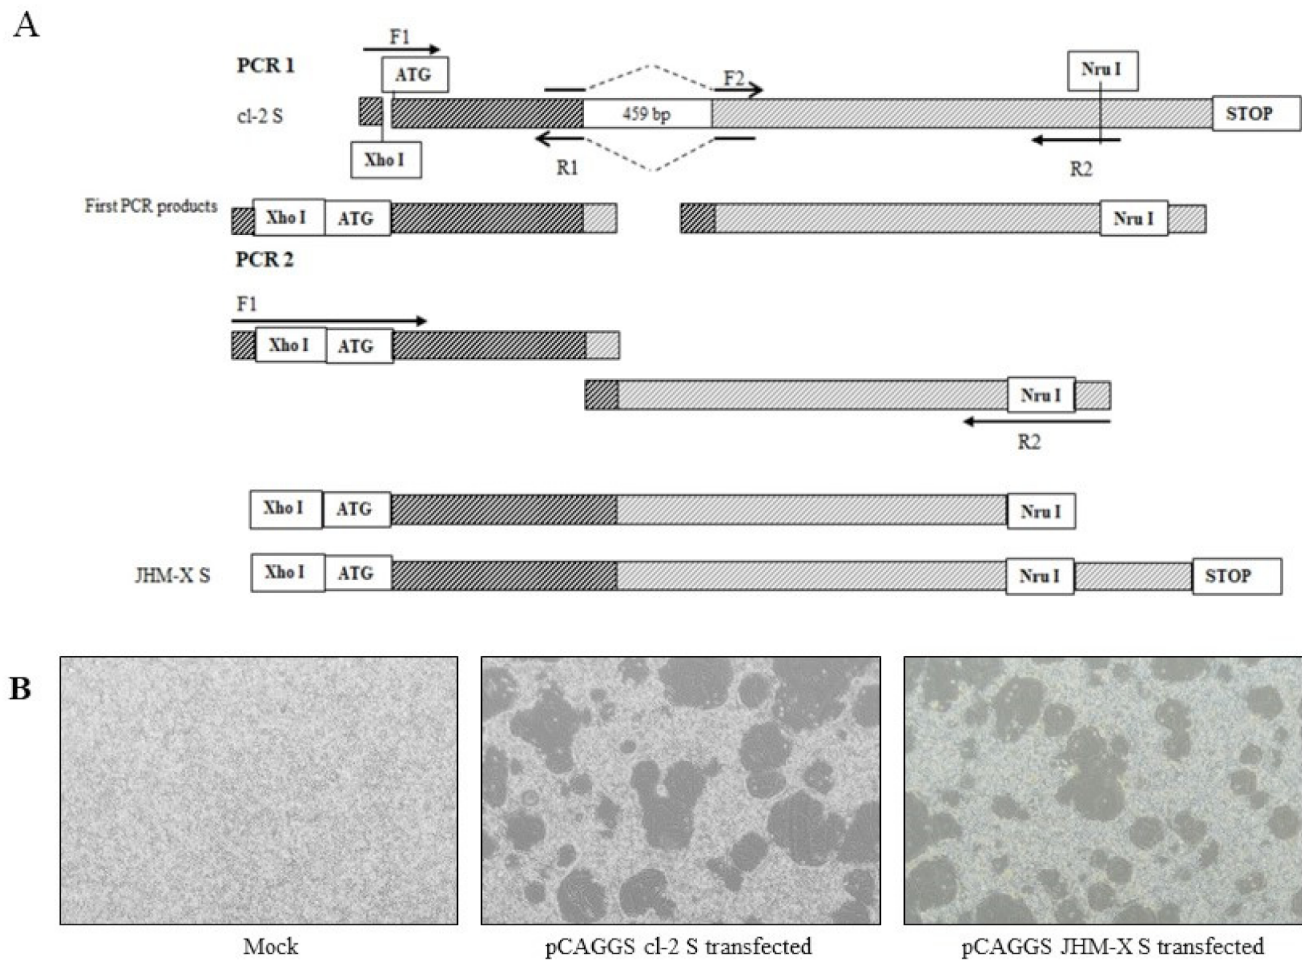 A
F1
PCR 1
ATG
Nru I
F2
cl-2 S
459 bp
STOP
Xho I
R1
R2
First PCR products
Xho I
ATG
Nru I
PCR 2
F1
Xho I
ATG
Nru I
R2
Xho I
ATG
Nru I
JHM-X S
Xho I
ATG
Nru I
STOP
B
Mock
pCAGGS cl-2 S transfected
pCAGGS JHM-X S transfected